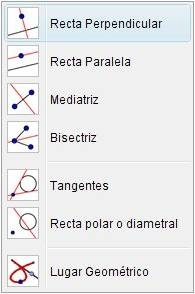 Recta Perpendicular
Recta Paralela
Mediatriz
Bisectriz
Tangentes
Recta polar o diametral
Lugar Geométrico